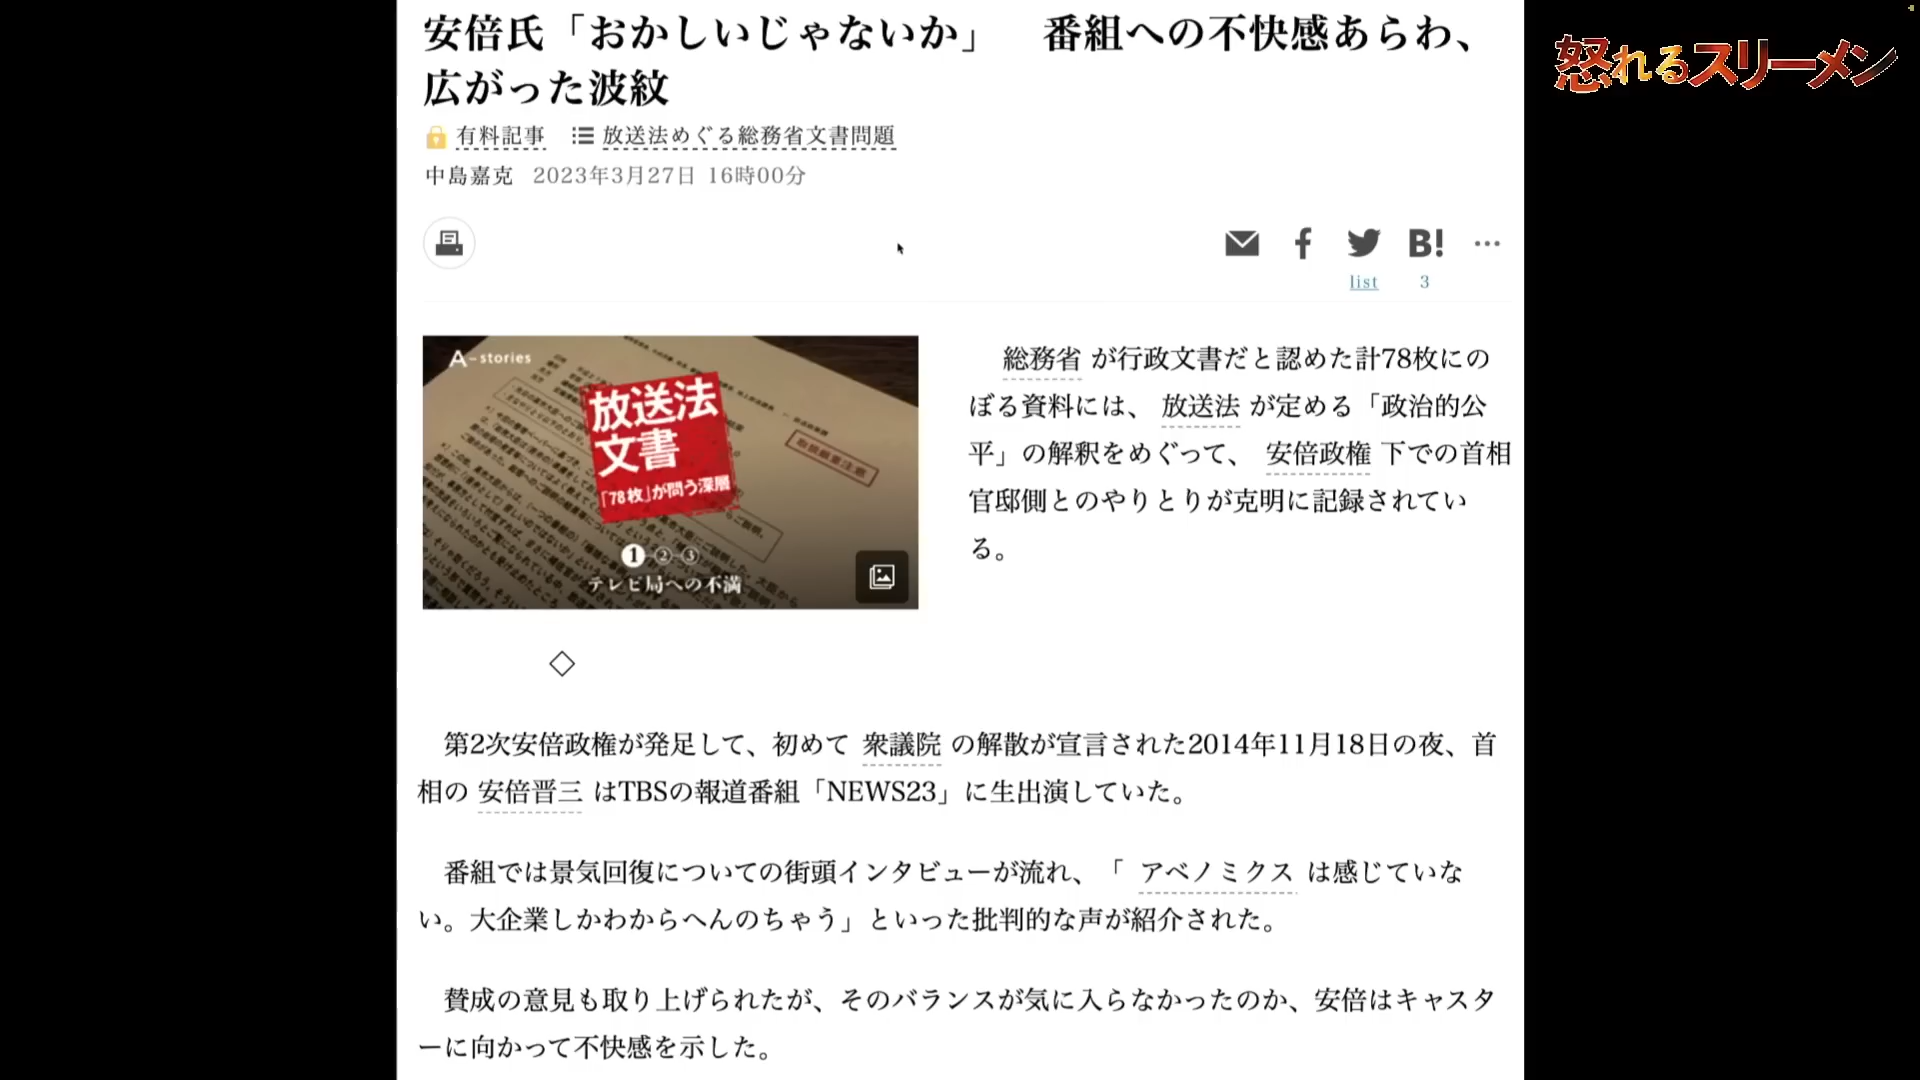 安倍氏「おかしいじゃないか」　番組への不快感あらわ、
広がった波紋
怒れるスリーメン
有料記事　放送法めぐる総務省文書問題
中島嘉克　2023年3月27日 16時00分
B!
list　3
A-stories
放送法
文書
「78枚」が問う深層
取扱厳重注意
1-2-3
テレビ局への不満
総務省 が行政文書だと認めた計78枚にの
ぼる資料には、 放送法 が定める「政治的公
平」の解釈をめぐって、 安倍政権 下での首相
官邸側とのやりとりが克明に記録されてい
る。
◇
第2次安倍政権が発足して、初めて 衆議院 の解散が宣言された2014年11月18日の夜、首
相の 安倍晋三 はTBSの報道番組「NEWS23」に生出演していた。
番組では景気回復についての街頭インタビューが流れ、「 アベノミクス は感じていな
い。大企業しかわからへんのちゃう」といった批判的な声が紹介された。
賛成の意見も取り上げられたが、そのバランスが気に入らなかったのか、安倍はキャスタ
ーに向かって不快感を示した。